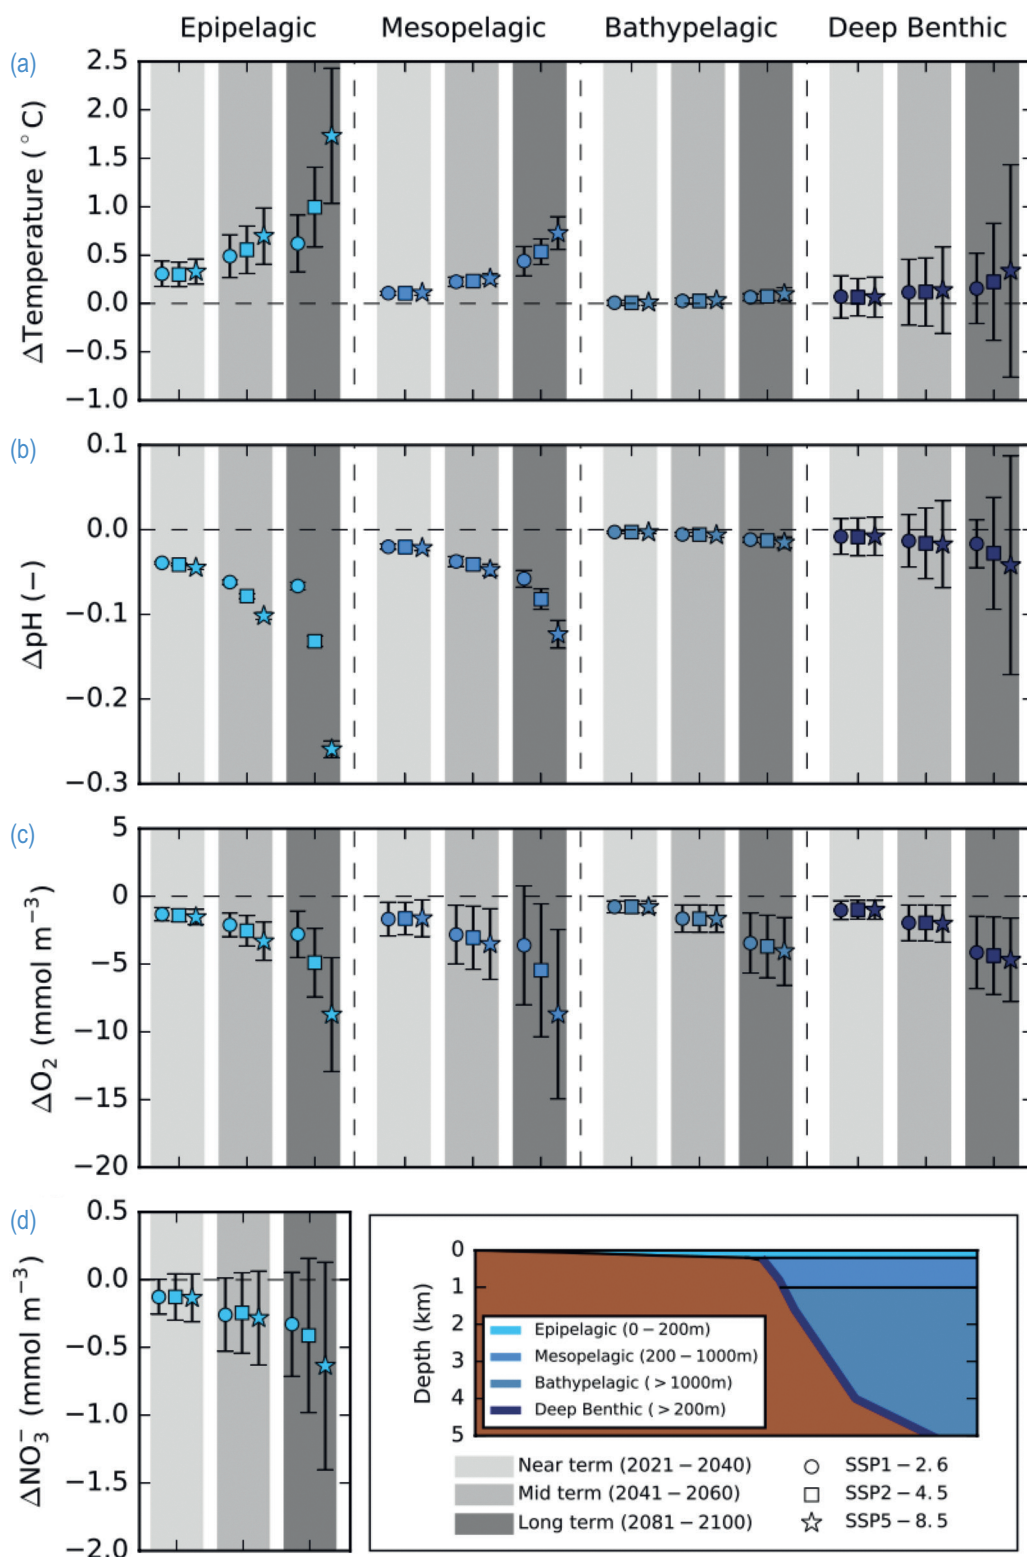 Epipelagic Mesopelagic Bathypelagic Deep Benthic
(a)
ΔTemperature (°C)
2.5
2.0
1.5
1.0
0.5
0.0
−0.5
−1.0
(b)
ΔpH (−)
0.1
0.0
−0.1
−0.2
−0.3
(c)
ΔO₂ (mmol m⁻³)
5
0
−5
−10
−15
−20
(d)
ΔNO₃⁻ (mmol m⁻³)
0.5
0.0
−0.5
−1.0
−1.5
−2.0
Depth (km)
0
1
2
3
4
5
Epipelagic (0−200m)
Mesopelagic (200−1000m)
Bathypelagic (>1000m)
Deep Benthic (>200m)
Near term (2021−2040)
Mid term (2041−2060)
Long term (2081−2100)
SSP1−2.6
SSP2−4.5
SSP5−8.5